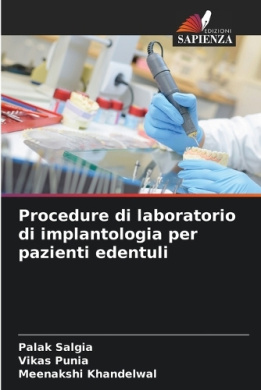 EDIZIONI
SAPIENZA
Procedure di laboratorio
di implantologia per
pazienti edentuli
Palak Salgia
Vikas Punia
Meenakshi Khandelwal